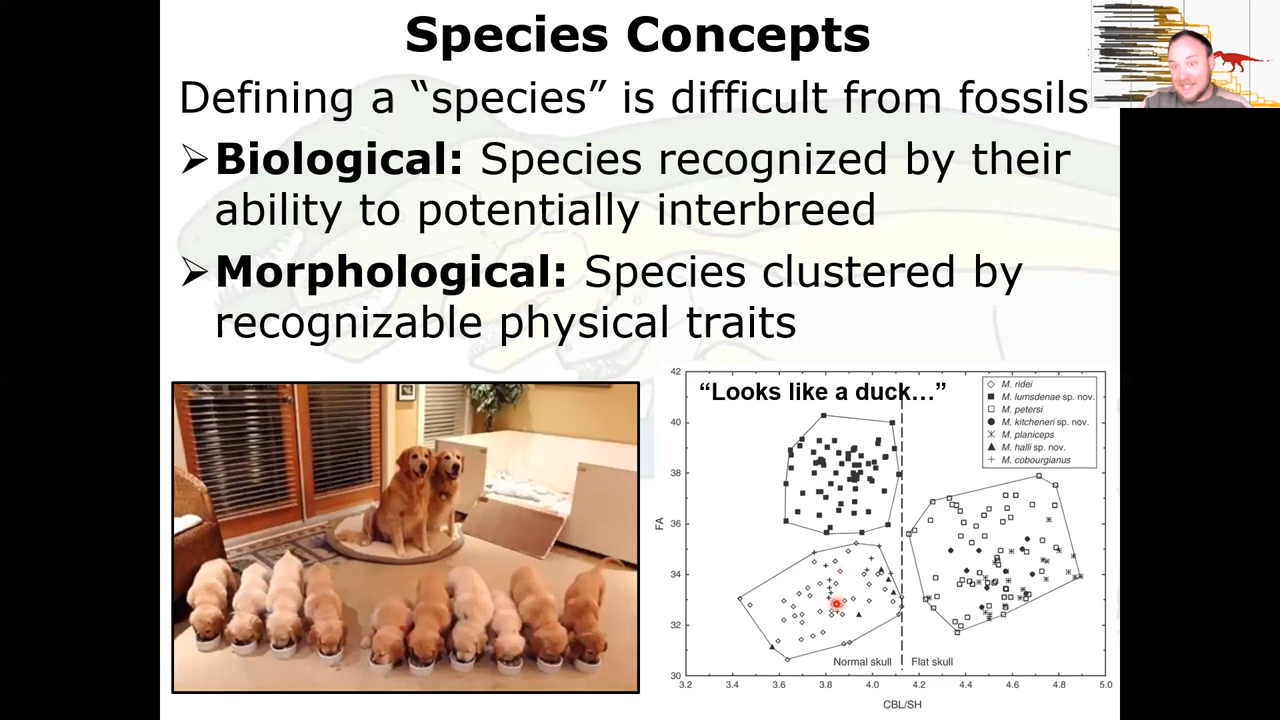 Species Concepts
Defining a “species” is difficult from fossils
➢Biological: Species recognized by their
ability to potentially interbreed
➢Morphological: Species clustered by
recognizable physical traits
“Looks like a duck…”
M. ridei
M. lumsdenae sp. nov.
M. petersi
M. kitcheneri sp. nov.
M. planiceps
M. halli sp. nov.
M. cobourgianus
42
40
38
36
34
32
30
FA
Normal skull
Flat skull
3.2 3.4 3.6 3.8 4.0 4.2 4.4 4.6 4.8 5.0
CBL/SH